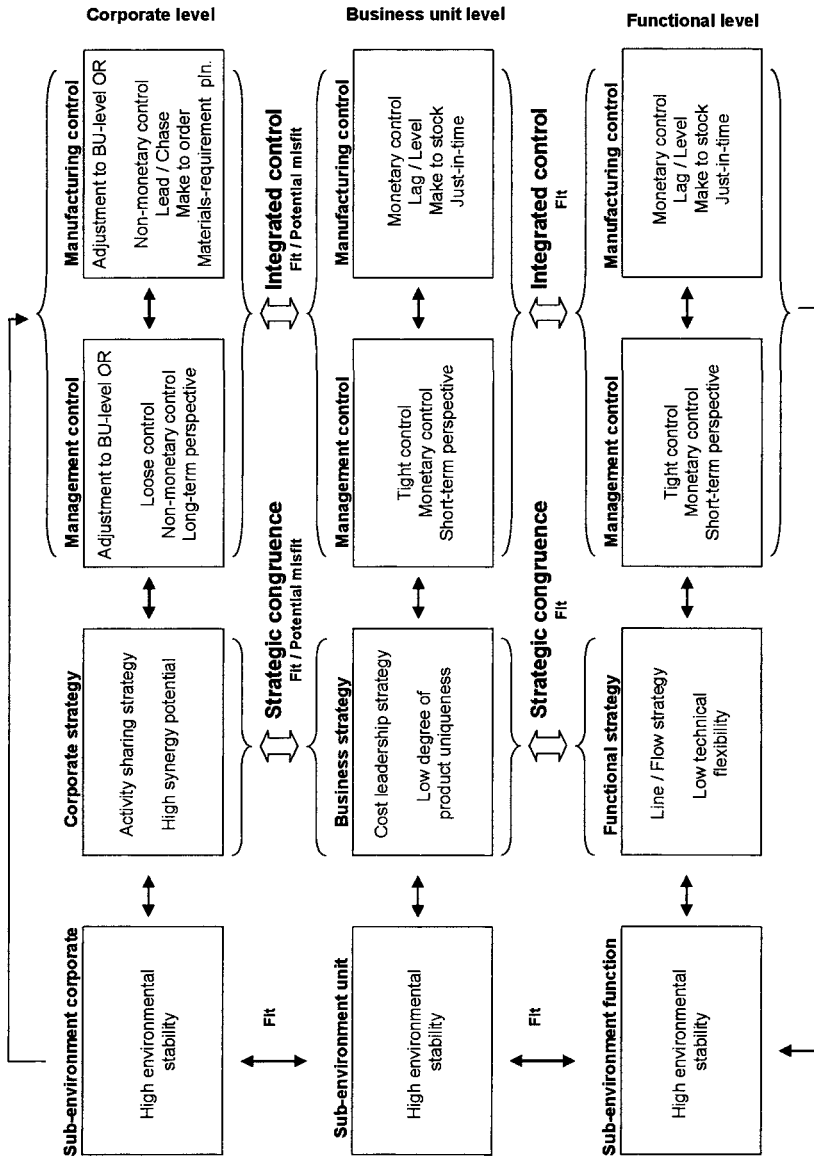 Corporate level
Sub-environment corporate
High environmental
stability
Corporate strategy
Activity sharing strategy
High synergy potential
Management control
Adjustment to BU-level OR
Loose control
Non-monetary control
Long-term perspective
Manufacturing control
Adjustment to BU-level OR
Non-monetary control
Lead / Chase
Make to order
Materials-requirement pln.
Fit
Strategic congruence
Fit / Potential misfit
Integrated control
Fit / Potential misfit
Business unit level
Sub-environment unit
High environmental
stability
Business strategy
Cost leadership strategy
Low degree of
product uniqueness
Management control
Tight control
Monetary control
Short-term perspective
Manufacturing control
Monetary control
Lag / Level
Make to stock
Just-in-time
Fit
Strategic congruence
Fit
Integrated control
Fit
Functional level
Sub-environment function
High environmental
stability
Functional strategy
Line / Flow strategy
Low technical
flexibility
Management control
Tight control
Monetary control
Short-term perspective
Manufacturing control
Monetary control
Lag / Level
Make to stock
Just-in-time